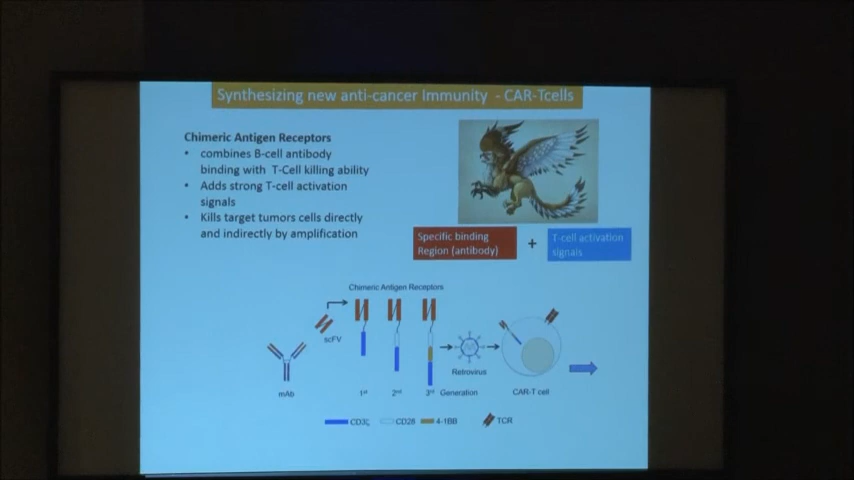 Synthesizing new anti-cancer Immunity - CAR-Tcells
Chimeric Antigen Receptors
• combines B-cell antibody
binding with T-Cell killing ability
• Adds strong T-cell activation
signals
• Kills target tumors cells directly
and indirectly by amplification
Specific binding
Region (antibody)
+
T-cell activation
signals
Chimeric Antigen Receptors
scFV
mAb
1st
2nd
3rd Generation
Retrovirus
CAR-T cell
CD3ζ
CD28
4-1BB
TCR